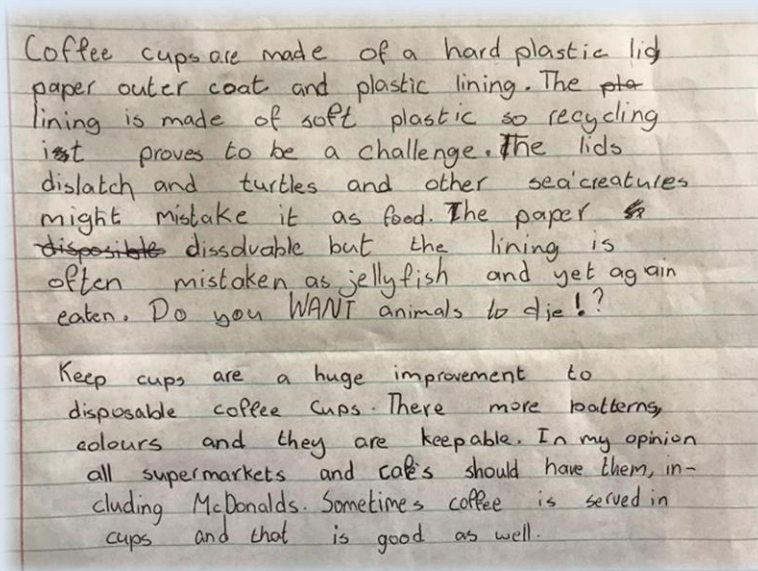 Coffee cups are made of a hard plastic lid
paper outer coat and plastic lining. The pla
lining is made of soft plastic so recycling
ist proves to be a challenge. The lids
dislatch and turtles and other sea creatures
might mistake it as food. The paper
disposible dissolvable but the lining is
often mistaken as jellyfish and yet again
eaten. Do you WANT animals to die!?
Keep cups are a huge improvement to
disposable coffee cups. There more patterns,
colours and they are keepable. In my opinion
all supermarkets and cafes should have them, in-
cluding McDonalds. Sometimes coffee is served in
cups and that is good as well.